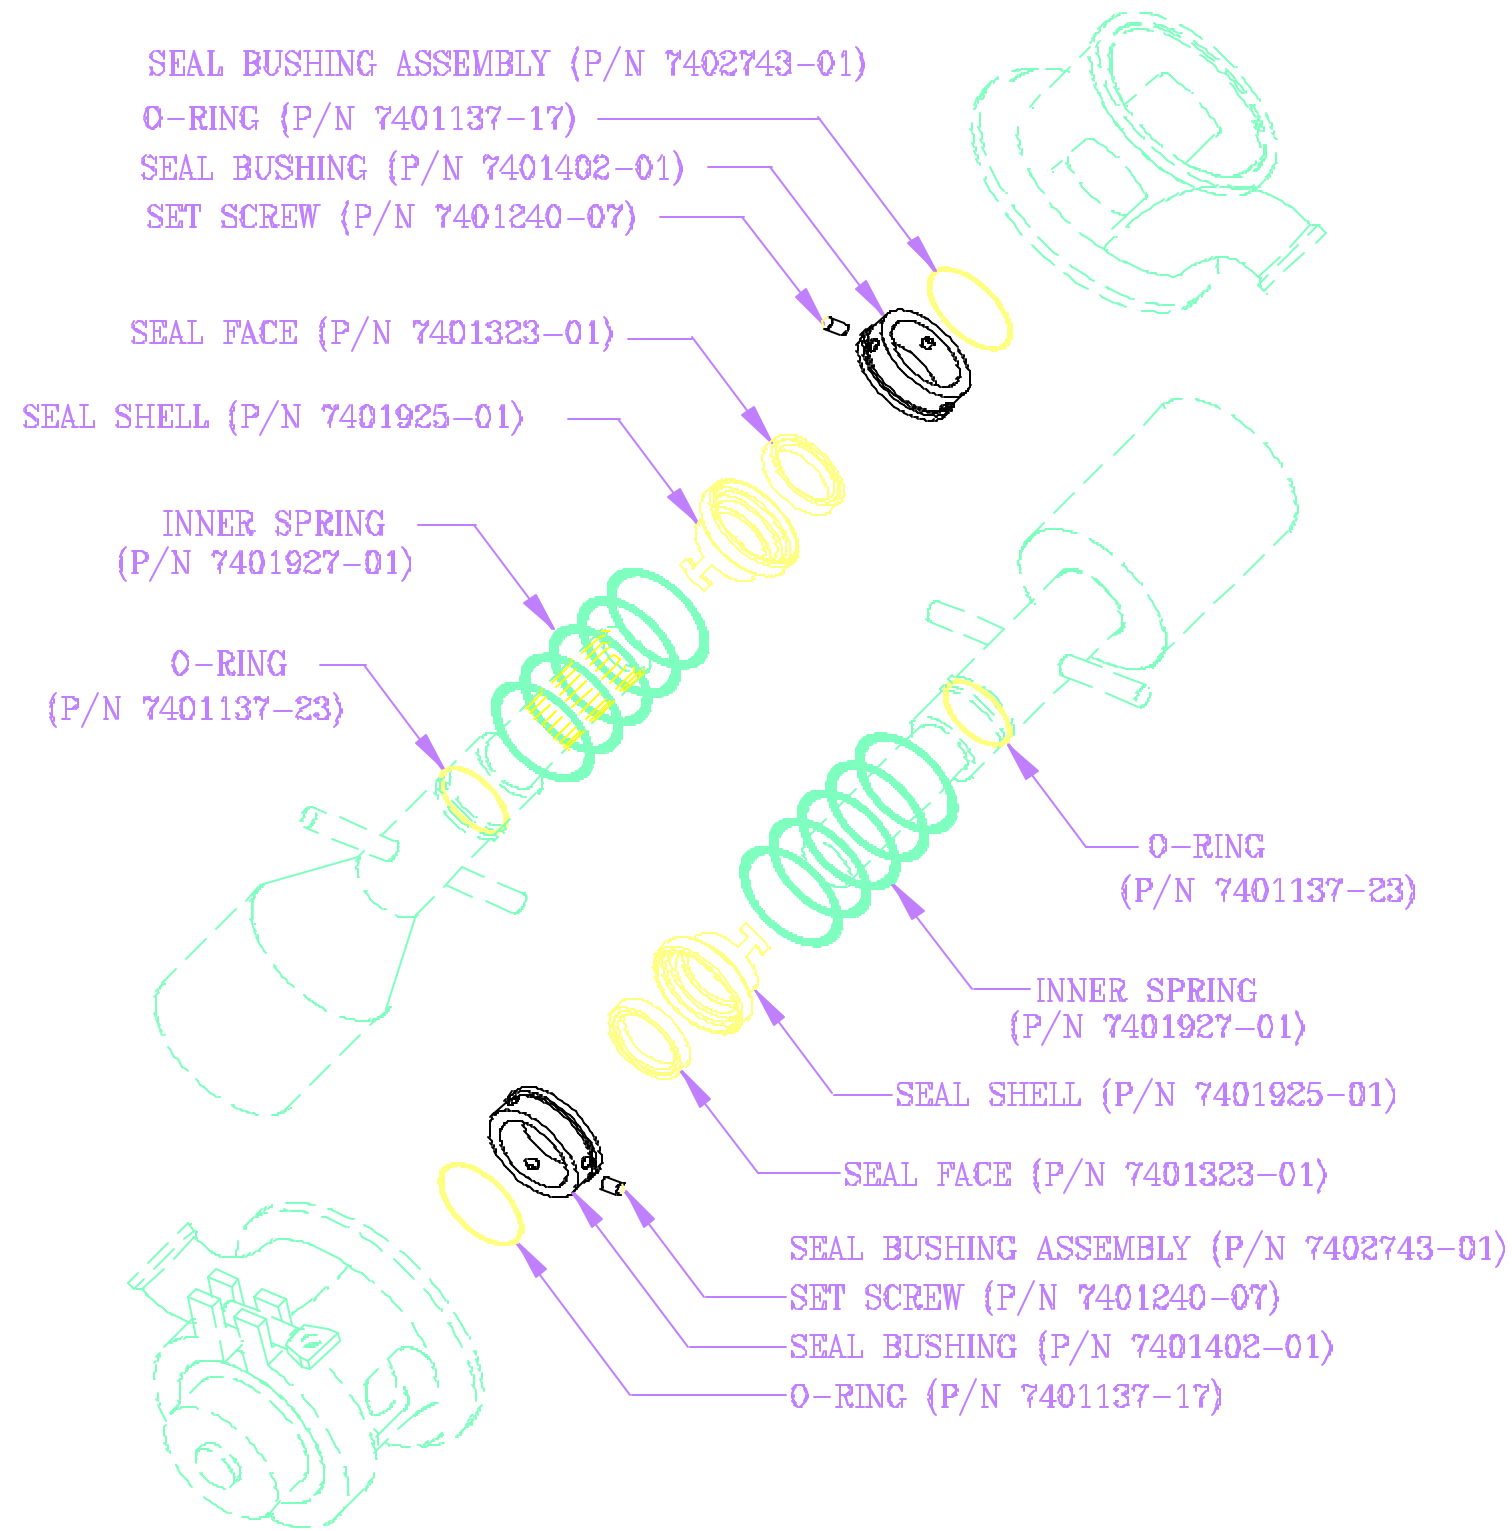 SEAL BUSHING ASSEMBLY (P/N 7402743-01)
O-RING (P/N 7401137-17)
SEAL BUSHING (P/N 7401402-01)
SET SCREW (P/N 7401240-07)
SEAL FACE (P/N 7401323-01)
SEAL SHELL (P/N 7401925-01)
INNER SPRING
(P/N 7401927-01)
O-RING
(P/N 7401137-23)
O-RING
(P/N 7401137-23)
INNER SPRING
(P/N 7401927-01)
SEAL SHELL (P/N 7401925-01)
SEAL FACE (P/N 7401323-01)
SEAL BUSHING ASSEMBLY (P/N 7402743-01)
SET SCREW (P/N 7401240-07)
SEAL BUSHING (P/N 7401402-01)
O-RING (P/N 7401137-17)